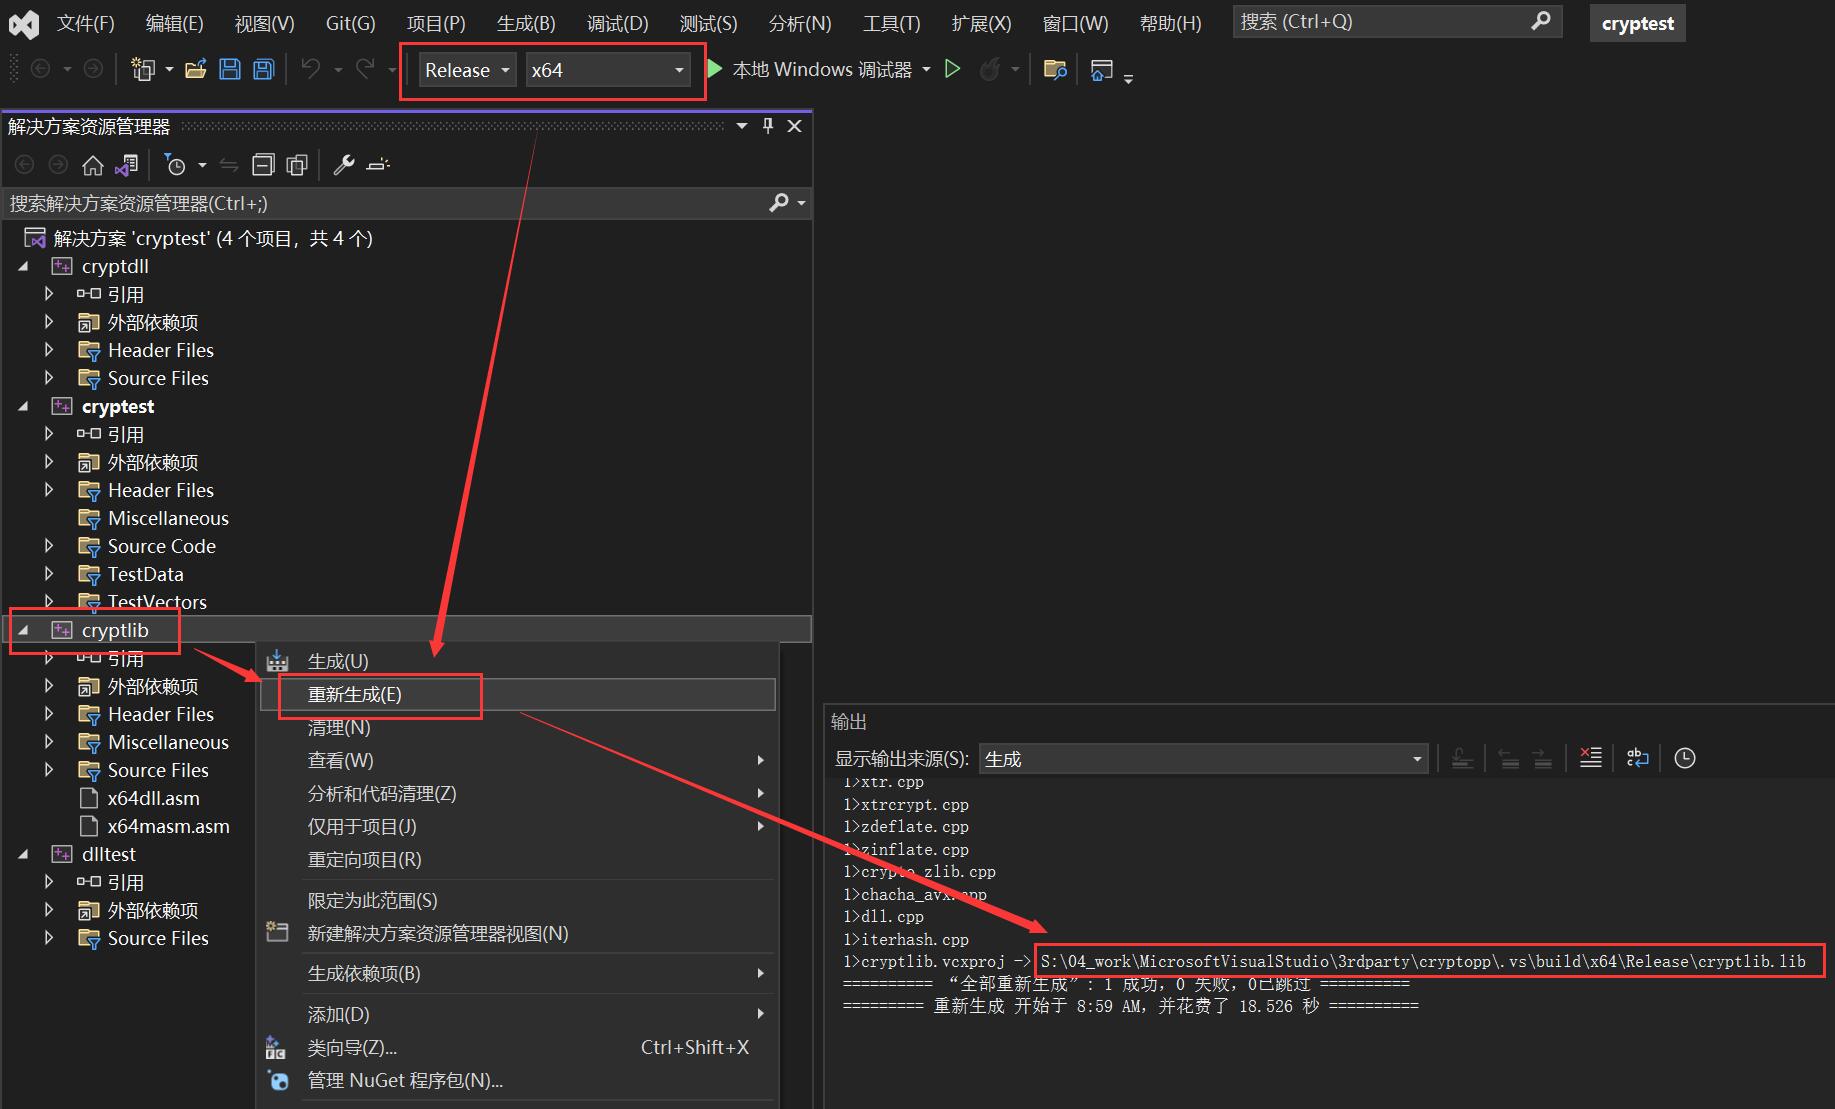 文件(F) 编辑(E) 视图(V) Git(G) 项目(P) 生成(B) 调试(D) 测试(S) 分析(N) 工具(T) 扩展(X) 窗口(W) 帮助(H) 搜索 (Ctrl+Q) cryptest
Release x64 本地 Windows 调试器
解决方案资源管理器
搜索解决方案资源管理器(Ctrl+;)
解决方案 'cryptest' (4 个项目，共 4 个)
cryptdll
引用
外部依赖项
Header Files
Source Files
cryptest
引用
外部依赖项
Header Files
Miscellaneous
Source Code
TestData
TestVectors
cryptlib
引用
外部依赖项
Header Files
Miscellaneous
Source Files
x64dll.asm
x64masm.asm
dlltest
引用
外部依赖项
Source Files
生成(U)
重新生成(E)
清理(N)
查看(W)
分析和代码清理(Z)
仅用于项目(J)
重定向项目(R)
限定为此范围(S)
新建解决方案资源管理器视图(N)
生成依赖项(B)
添加(D)
类向导(Z)... Ctrl+Shift+X
管理 NuGet 程序包(N)...
输出
显示输出来源(S): 生成
1>xtr.cpp
1>xtrcrypt.cpp
1>zdeflate.cpp
1>zinflate.cpp
1>crypto_zlib.cpp
1>chacha_avx.cpp
1>dll.cpp
1>iterhash.cpp
1>cryptlib.vcxproj -> S:\04_work\MicrosoftVisualStudio\3rdparty\cryptopp\.vs\build\x64\Release\cryptlib.lib
========== “全部重新生成”: 1 成功，0 失败，0已跳过 ==========
========= 重新生成 开始于 8:59 AM，并花费了 18.526 秒 ==========